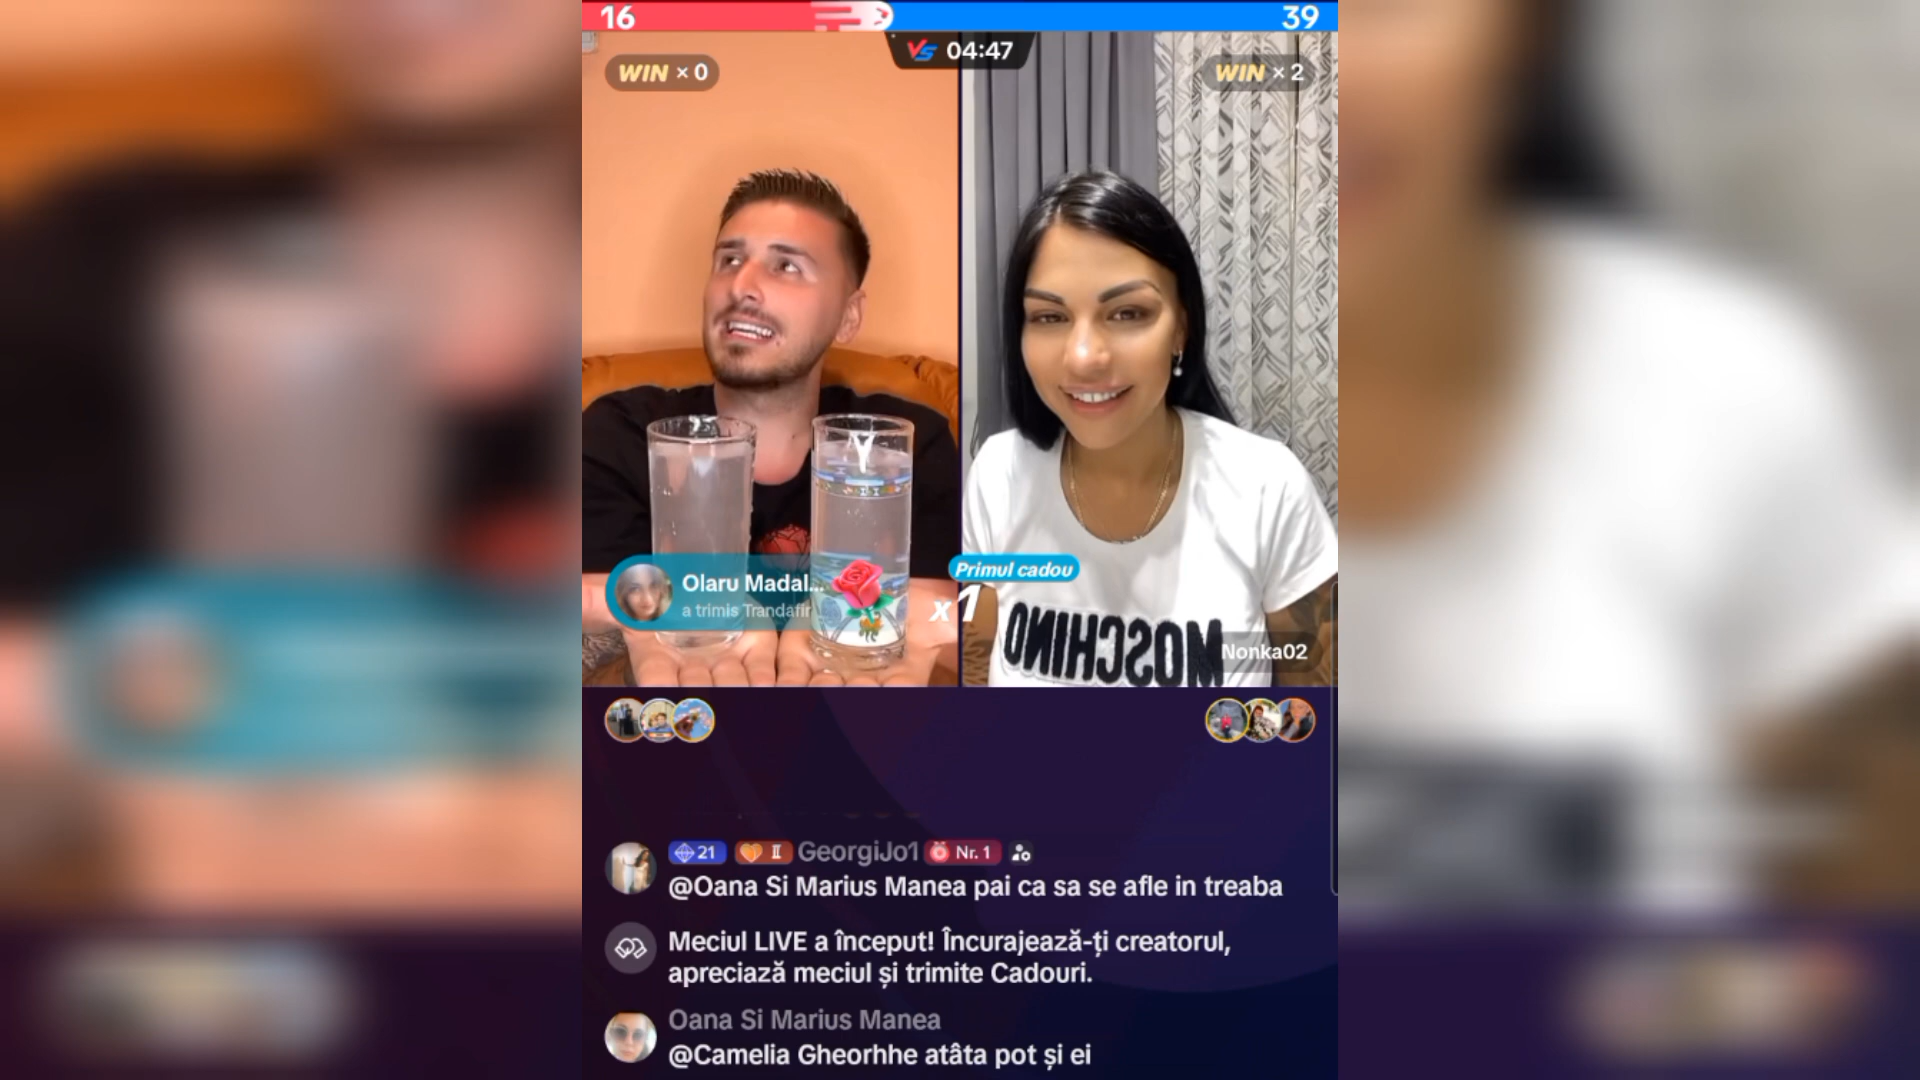 16
39
VS 04:47
WIN × 0
WIN × 2
Primul cadou
Olaru Madal...
a trimis Trandafir
x1
MOSCHINO
Nonka02
21 II GeorgiJo1 Nr. 1
@Oana Si Marius Manea pai ca sa se afle in treaba
Meciul LIVE a început! Încurajează-ți creatorul,
apreciază meciul și trimite Cadouri.
Oana Si Marius Manea
@Camelia Gheorhhe atâta pot și ei